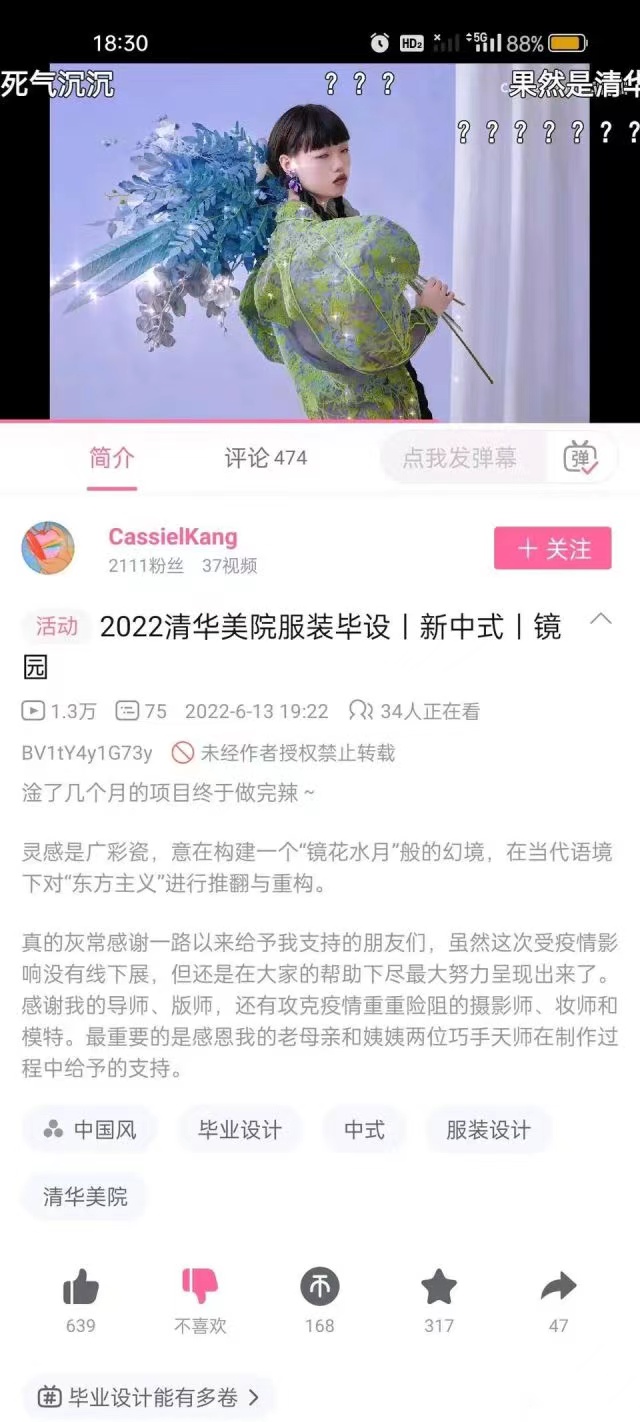 18:30
HD2
5G
88%
死气沉沉
? ? ?
果然是清华
? ? ? ? ? ? ?
简介
评论 474
点我发弹幕
弹
CassielKang
2111粉丝 37视频
+ 关注
活动 2022清华美院服装毕设丨新中式丨镜
园
1.3万 75 2022-6-13 19:22 34人正在看
BV1tY4y1G73y 未经作者授权禁止转载
淦了几个月的项目终于做完辣～
灵感是广彩瓷，意在构建一个“镜花水月”般的幻境，在当代语境
下对“东方主义”进行推翻与重构。
真的灰常感谢一路以来给予我支持的朋友们，虽然这次受疫情影
响没有线下展，但还是在大家的帮助下尽最大努力呈现出来了。
感谢我的导师、版师，还有攻克疫情重重险阻的摄影师、妆师和
模特。最重要的是感恩我的老母亲和姨姨两位巧手天师在制作过
程中给予的支持。
中国风 毕业设计 中式 服装设计
清华美院
639 不喜欢 168 317 47
毕业设计能有多卷